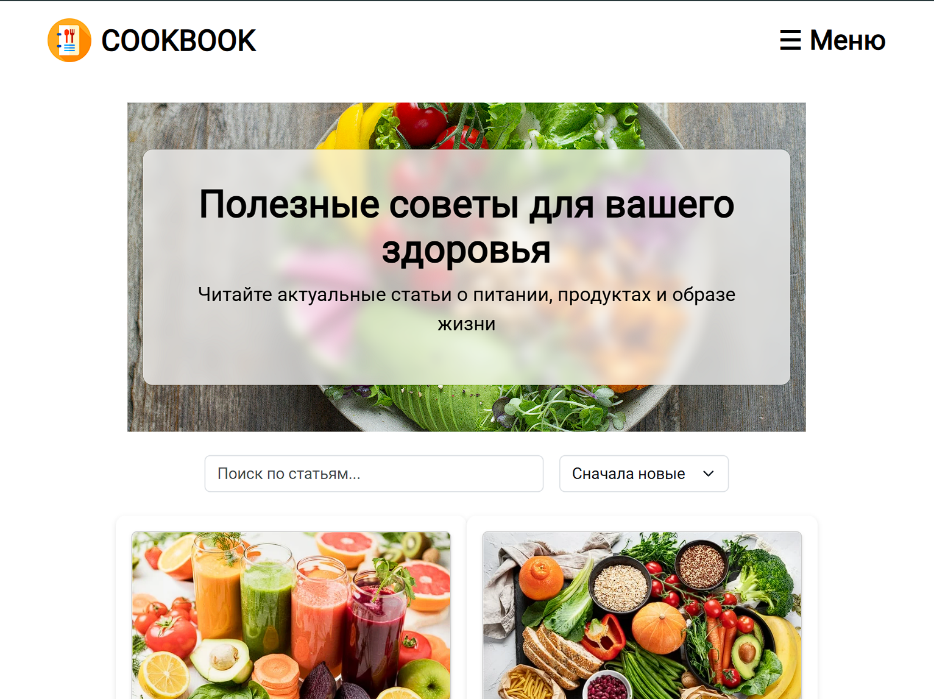 COOKBOOK
☰ Меню
Полезные советы для вашего
здоровья
Читайте актуальные статьи о питании, продуктах и образе
жизни
Поиск по статьям...
Сначала новые